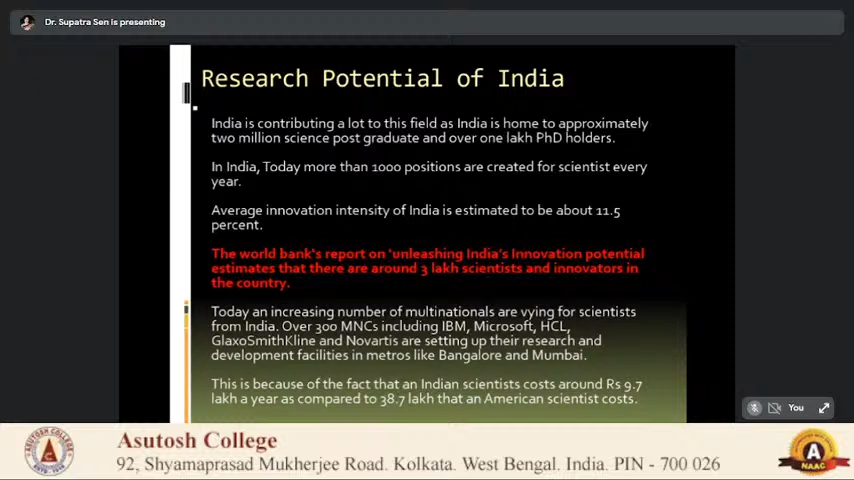 Dr. Supatra Sen is presenting
Research Potential of India
India is contributing a lot to this field as India is home to approximately
two million science post graduate and over one lakh PhD holders.
In India, Today more than 1000 positions are created for scientist every
year.
Average innovation intensity of India is estimated to be about 11.5
percent.
The world bank's report on 'unleashing India's Innovation potential
estimates that there are around 3 lakh scientists and innovators in
the country.
Today an increasing number of multinationals are vying for scientists
from India. Over 300 MNCs including IBM, Microsoft, HCL,
GlaxoSmithKline and Novartis are setting up their research and
development facilities in metros like Bangalore and Mumbai.
This is because of the fact that an Indian scientists costs around Rs 9.7
lakh a year as compared to 38.7 lakh that an American scientist costs.
You
Asutosh College
92, Shyamaprasad Mukherjee Road. Kolkata. West Bengal. India. PIN - 700 026
A
NAAC